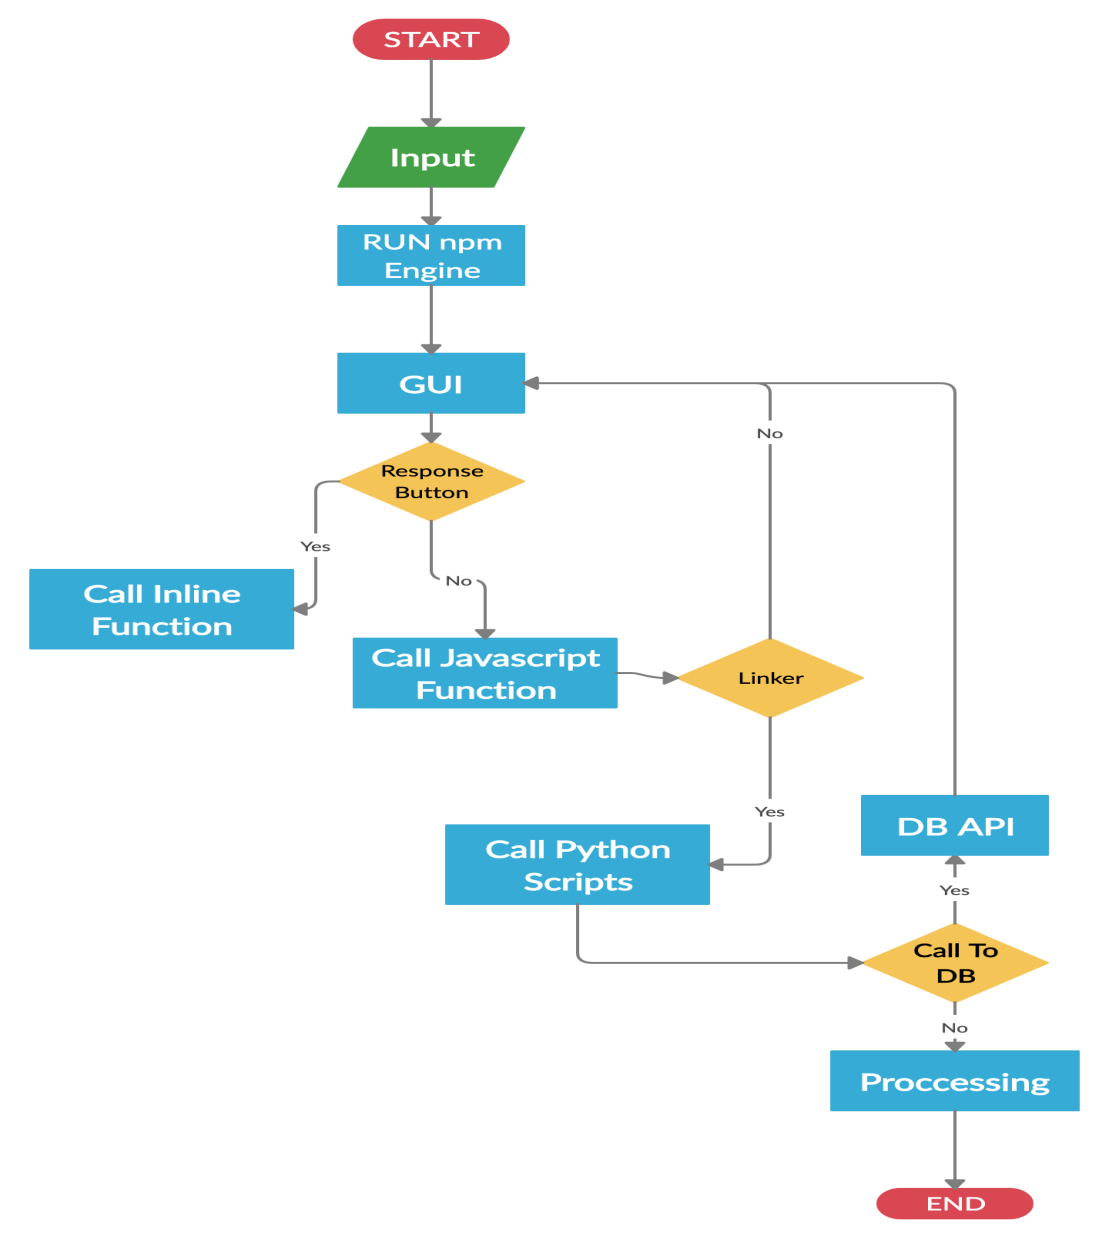 START
Input
RUN npm
Engine
GUI
No
Response
Button
Yes
No
Call Inline
Function
Call Javascript
Function
Linker
Yes
DB API
Call Python
Scripts
Yes
Call To
DB
No
Proccessing
END